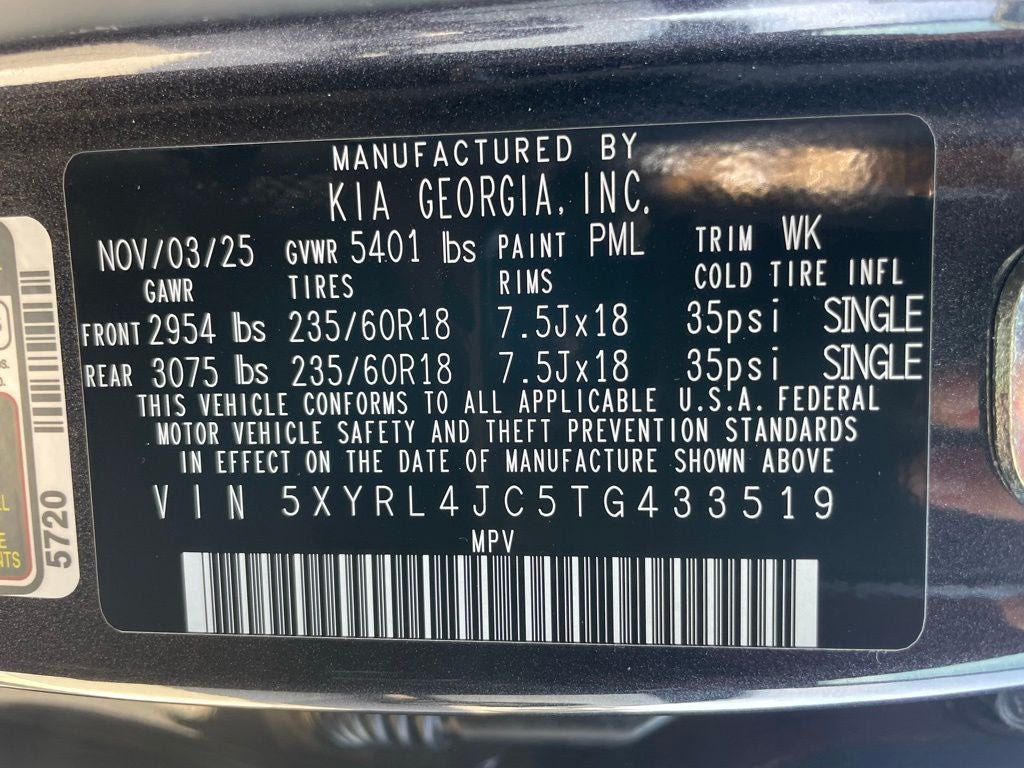 MANUFACTURED BY
KIA GEORGIA, INC.
NOV/03/25 GVWR 5401 lbs PAINT PML TRIM WK
GAWR TIRES RIMS COLD TIRE INFL
FRONT 2954 lbs 235/60R18 7.5Jx18 35psi SINGLE
REAR 3075 lbs 235/60R18 7.5Jx18 35psi SINGLE
THIS VEHICLE CONFORMS TO ALL APPLICABLE U.S.A. FEDERAL
MOTOR VEHICLE SAFETY AND THEFT PREVENTION STANDARDS
IN EFFECT ON THE DATE OF MANUFACTURE SHOWN ABOVE
VIN 5XYRL4JC5TG433519
MPV
5720